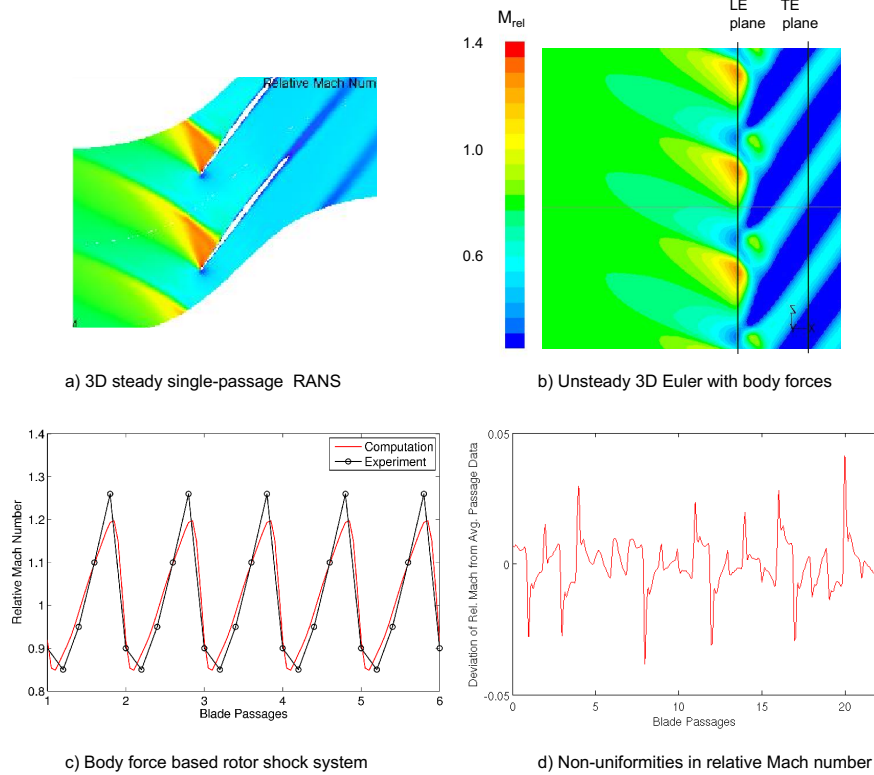 LE
plane
TE
plane
M rel
1.4
1.0
0.6
Relative Mach Num
Z
X
a) 3D steady single-passage RANS
b) Unsteady 3D Euler with body forces
1.4
1.3
1.2
1.1
1
0.9
0.8
Relative Mach Number
Computation
Experiment
1 2 3 4 5 6
Blade Passages
0.05
0
-0.05
Deviation of Rel. Mach from Avg. Passage Data
0 5 10 15 20
Blade Passages
c) Body force based rotor shock system
d) Non-uniformities in relative Mach number